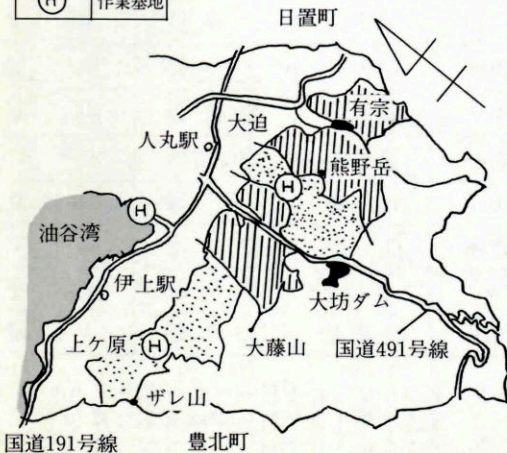 Ⓗ 作業基地
日置町
有宗
大迫
人丸駅
熊野岳
Ⓗ
Ⓗ
油谷湾
伊上駅
大坊ダム
上ケ原
Ⓗ
大藤山
国道491号線
ザレ山
国道191号線
豊北町